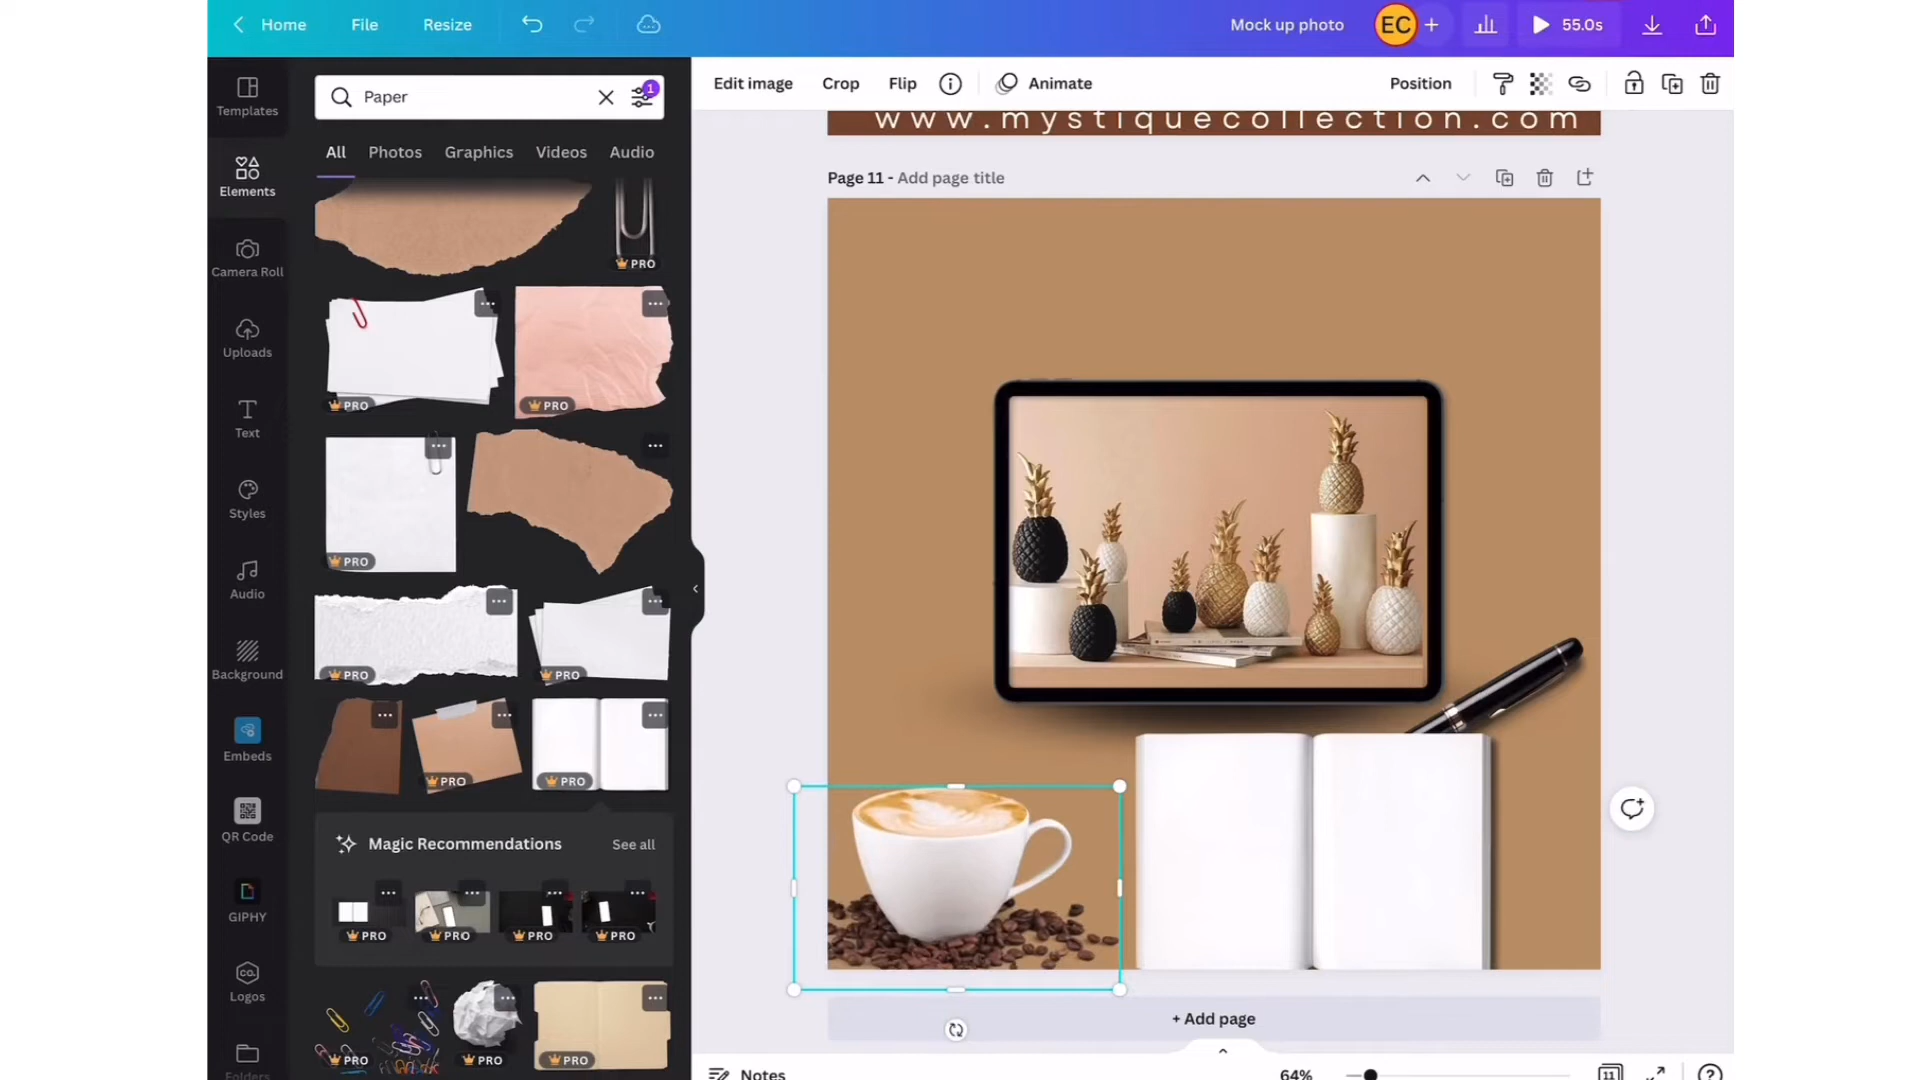 Home File Resize Mock up photo EC + 55.0s
Templates
Elements
Camera Roll
Uploads
Text
Styles
Audio
Background
Embeds
QR Code
GIPHY
Logos
Folders
Paper 1
All Photos Graphics Videos Audio
PRO
PRO PRO
PRO
PRO PRO
PRO PRO
Magic Recommendations See all
PRO PRO PRO PRO
PRO PRO PRO
Edit image Crop Flip Animate Position
www.mystiquecollection.com
Page 11 - Add page title
+ Add page
Notes 64% 11